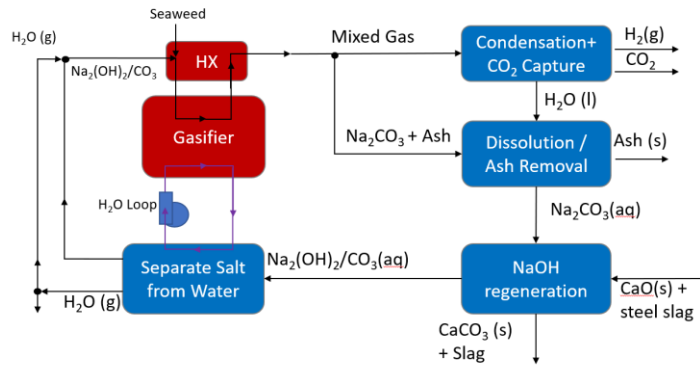 Seaweed
H₂O (g)
Na₂(OH)₂/CO₃
HX
Mixed Gas
Condensation+
CO₂ Capture
H₂(g)
CO₂
H₂O (l)
Gasifier
Na₂CO₃ + Ash
Dissolution /
Ash Removal
Ash (s)
H₂O Loop
Na₂CO₃(aq)
Separate Salt
from Water
Na₂(OH)₂/CO₃(aq)
NaOH
regeneration
CaO(s) +
steel slag
H₂O (g)
CaCO₃ (s)
+ Slag